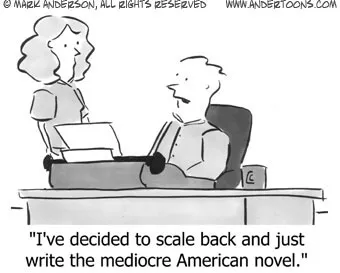 © MARK ANDERSON, ALL RIGHTS RESERVED WWW.ANDERTOONS.COM
"I've decided to scale back and just
write the mediocre American novel."